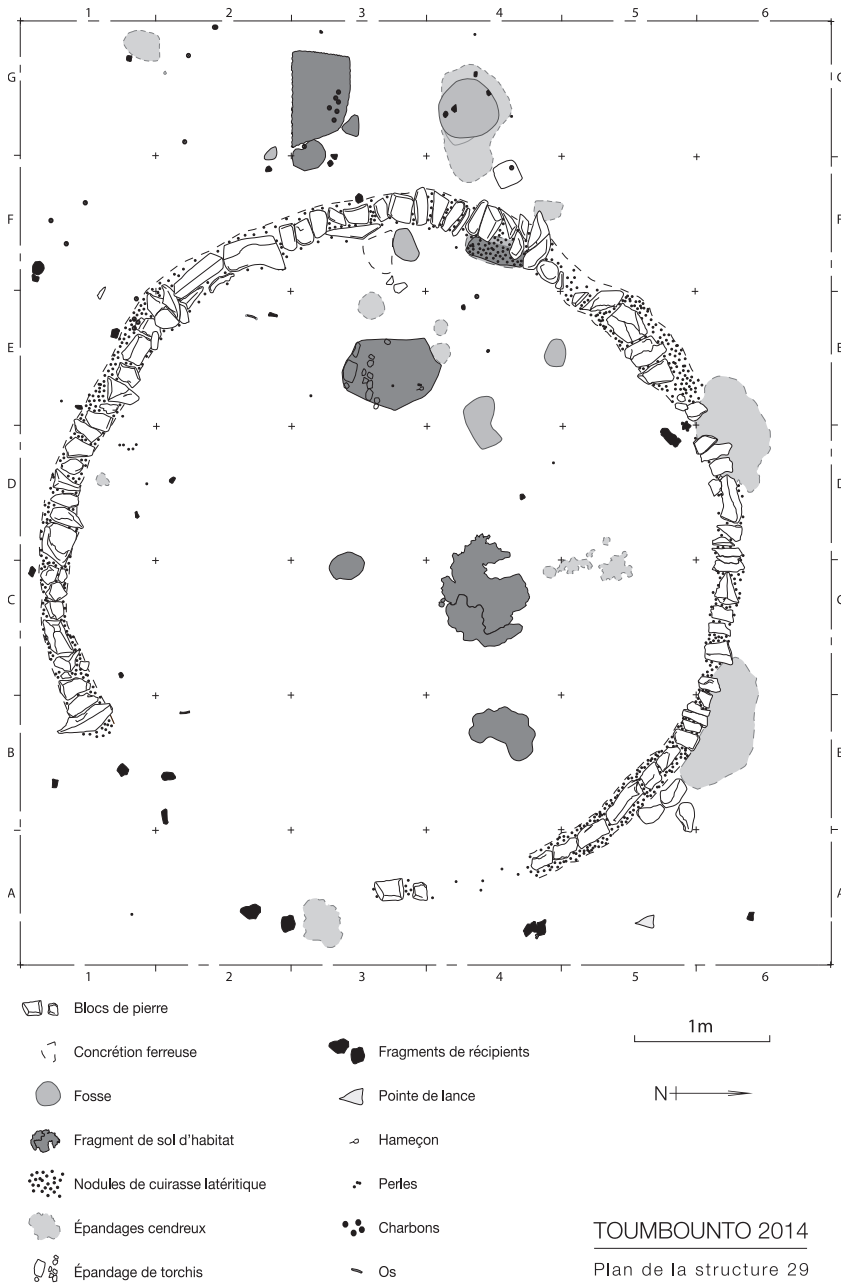 1 2 3 4 5 6
G G
F F
E E
D D
C C
B B
A A
1 2 3 4 5 6
Blocs de pierre
Concrétion ferreuse
Fosse
Fragment de sol d'habitat
Nodules de cuirasse latéritique
Épandages cendreux
Épandage de torchis
Fragments de récipients
Pointe de lance
Hameçon
Perles
Charbons
Os
1m
N
TOUMBOUNTO 2014
Plan de la structure 29